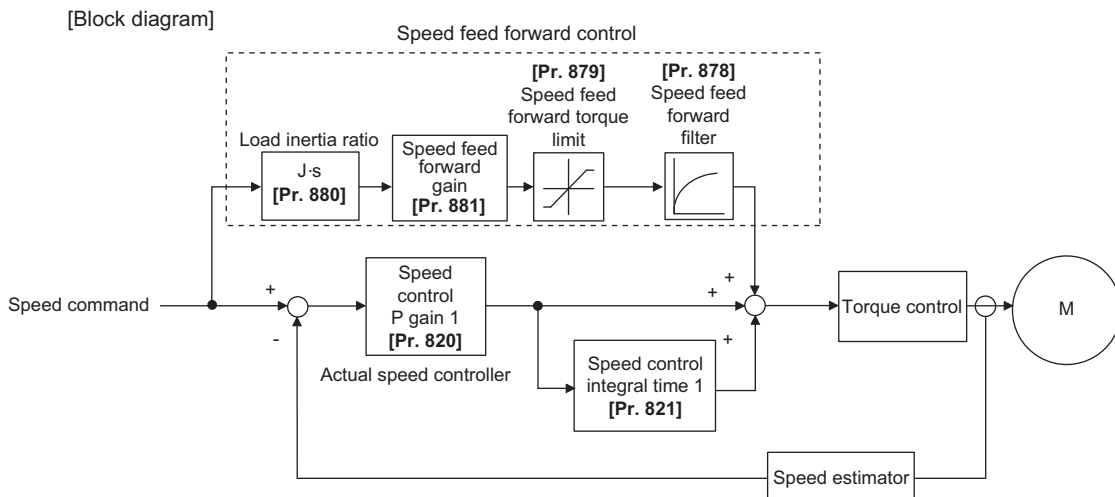 [Block diagram]
Speed feed forward control
[Pr. 879]
Speed feed
forward torque
limit
[Pr. 878]
Speed feed
forward
filter
Load inertia ratio
J·s
[Pr. 880]
Speed feed
forward
gain
[Pr. 881]
Speed command
+
-
Speed
control
P gain 1
[Pr. 820]
Actual speed controller
+
+
+
Speed control
integral time 1
[Pr. 821]
Torque control
M
Speed estimator